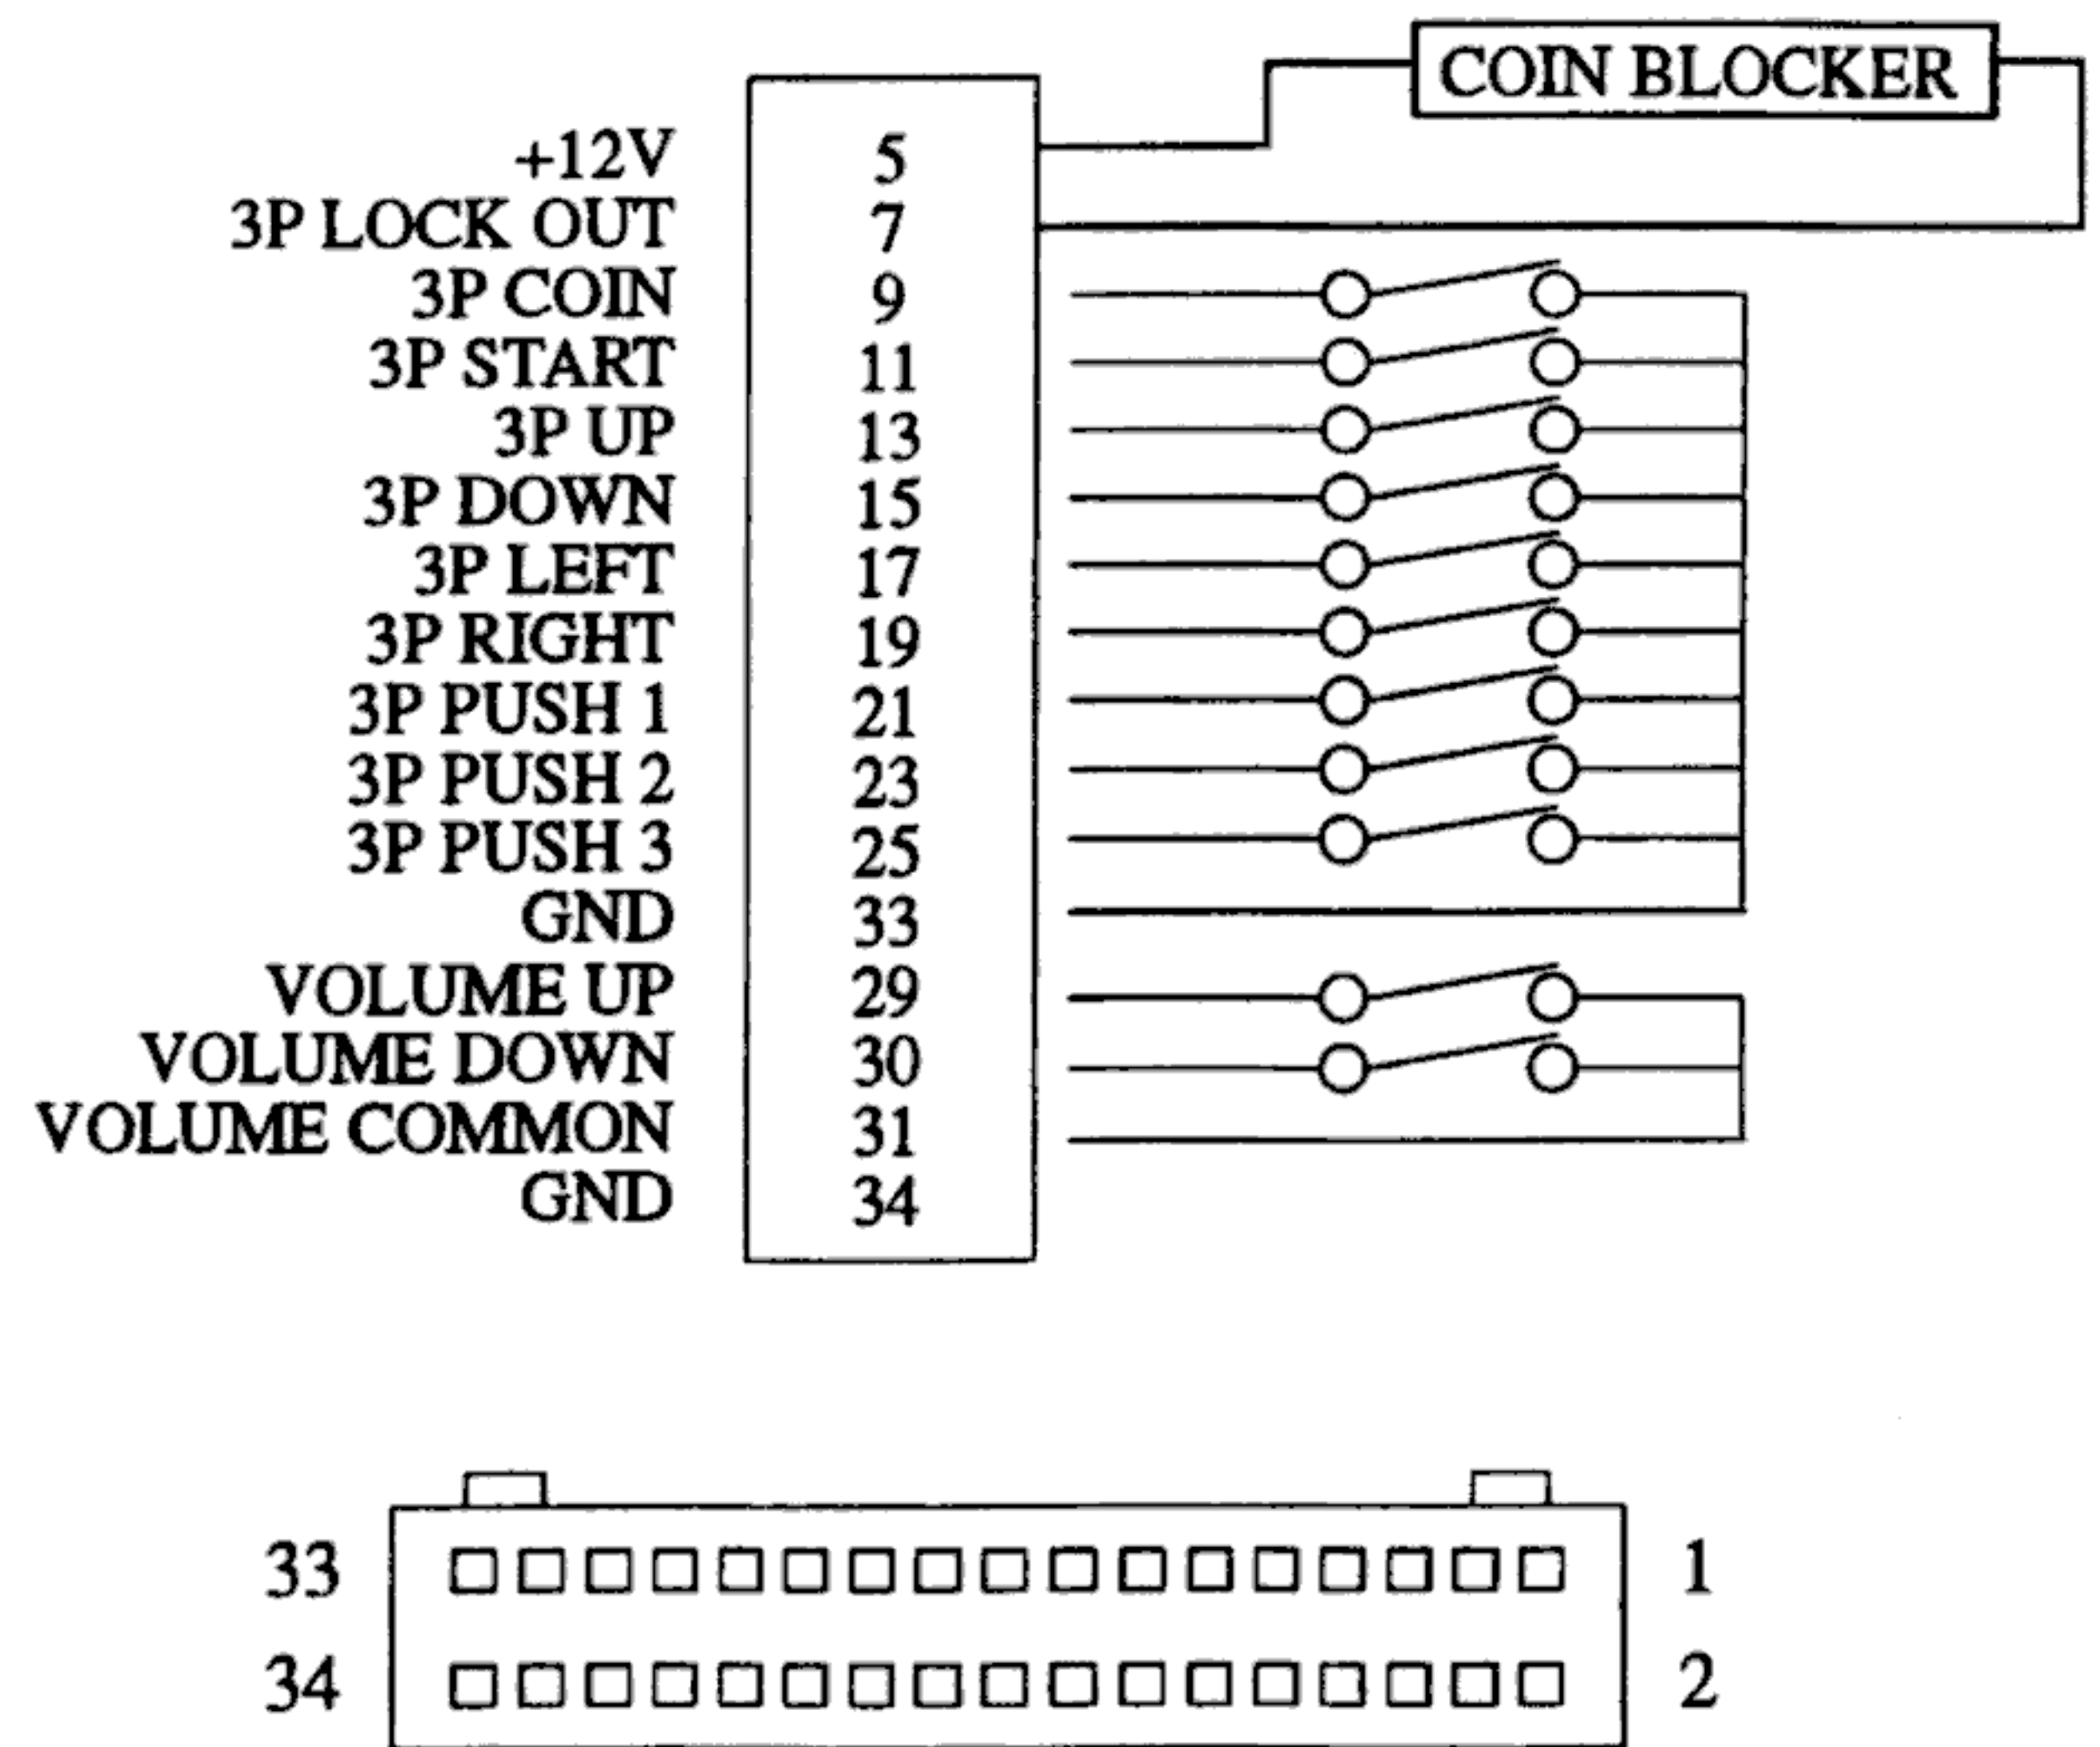 COIN BLOCKER
+12V 5
3P LOCK OUT 7
3P COIN 9
3P START 11
3P UP 13
3P DOWN 15
3P LEFT 17
3P RIGHT 19
3P PUSH 1 21
3P PUSH 2 23
3P PUSH 3 25
GND 33
VOLUME UP 29
VOLUME DOWN 30
VOLUME COMMON 31
GND 34
33 1
34 2